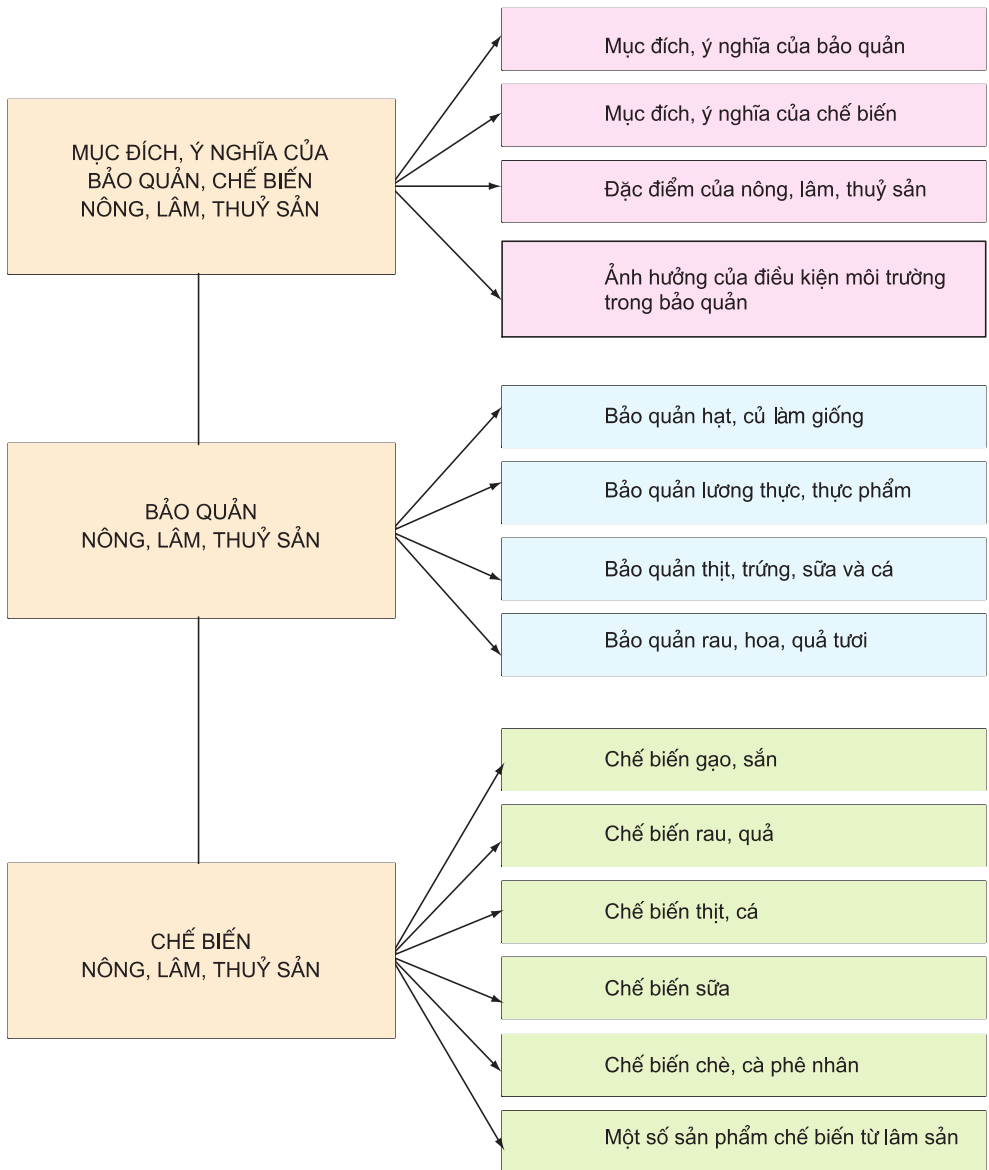 MỤC ĐÍCH, Ý NGHĨA CỦA
BẢO QUẢN, CHẾ BIẾN
NÔNG, LÂM, THUỶ SẢN
Mục đích, ý nghĩa của bảo quản
Mục đích, ý nghĩa của chế biến
Đặc điểm của nông, lâm, thuỷ sản
Ảnh hưởng của điều kiện môi trường
trong bảo quản
BẢO QUẢN
NÔNG, LÂM, THUỶ SẢN
Bảo quản hạt, củ làm giống
Bảo quản lương thực, thực phẩm
Bảo quản thịt, trứng, sữa và cá
Bảo quản rau, hoa, quả tươi
CHẾ BIẾN
NÔNG, LÂM, THUỶ SẢN
Chế biến gạo, sắn
Chế biến rau, quả
Chế biến thịt, cá
Chế biến sữa
Chế biến chè, cà phê nhân
Một số sản phẩm chế biến từ lâm sản